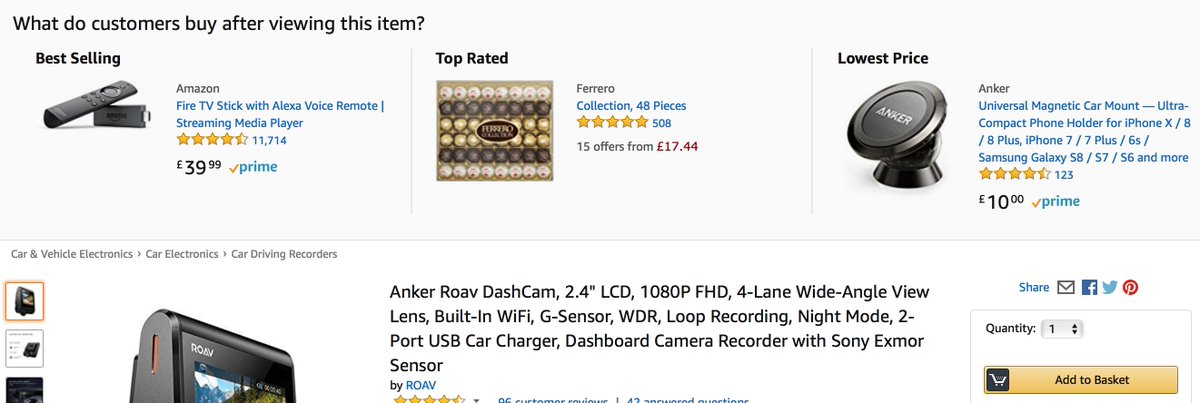 What do customers buy after viewing this item?
Best Selling
Amazon
Fire TV Stick with Alexa Voice Remote |
Streaming Media Player
11,714
£39 99 prime
Top Rated
FERRERO
COLLECTION
Ferrero
Collection, 48 Pieces
508
15 offers from £17.44
Lowest Price
ANKER
Anker
Universal Magnetic Car Mount — Ultra-
Compact Phone Holder for iPhone X / 8
/ 8 Plus, iPhone 7 / 7 Plus / 6s /
Samsung Galaxy S8 / S7 / S6 and more
123
£10 00 prime
Car & Vehicle Electronics › Car Electronics › Car Driving Recorders
ROAV
Anker Roav DashCam, 2.4" LCD, 1080P FHD, 4-Lane Wide-Angle View
Lens, Built-In WiFi, G-Sensor, WDR, Loop Recording, Night Mode, 2-
Port USB Car Charger, Dashboard Camera Recorder with Sony Exmor
Sensor
by ROAV
96 customer reviews | 42 answered questions
Share
Quantity: 1
Add to Basket